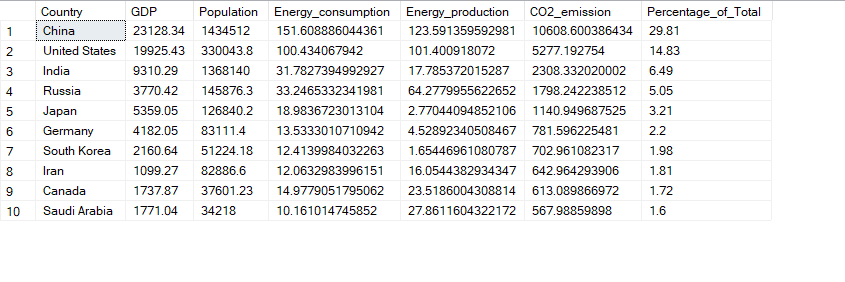 Country GDP Population Energy_consumption Energy_production CO2_emission Percentage_of_Total
1 China 23128.34 1434512 151.608886044361 123.591359592981 10608.600386434 29.81
2 United States 19925.43 330043.8 100.434067942 101.400918072 5277.192754 14.83
3 India 9310.29 1368140 31.7827394992927 17.785372015287 2308.332020002 6.49
4 Russia 3770.42 145876.3 33.2465332341981 64.2779955622652 1798.242238512 5.05
5 Japan 5359.05 126840.2 18.9836723013104 2.77044094852106 1140.949687525 3.21
6 Germany 4182.05 83111.4 13.5333010710942 4.52892340508467 781.596225481 2.2
7 South Korea 2160.64 51224.18 12.4139984032263 1.65446961080787 702.961082317 1.98
8 Iran 1099.27 82886.6 12.0632983996151 16.0544382934347 642.964293906 1.81
9 Canada 1737.87 37601.23 14.9779051795062 23.5186004308814 613.089866972 1.72
10 Saudi Arabia 1771.04 34218 10.161014745852 27.8611604322172 567.98859898 1.6